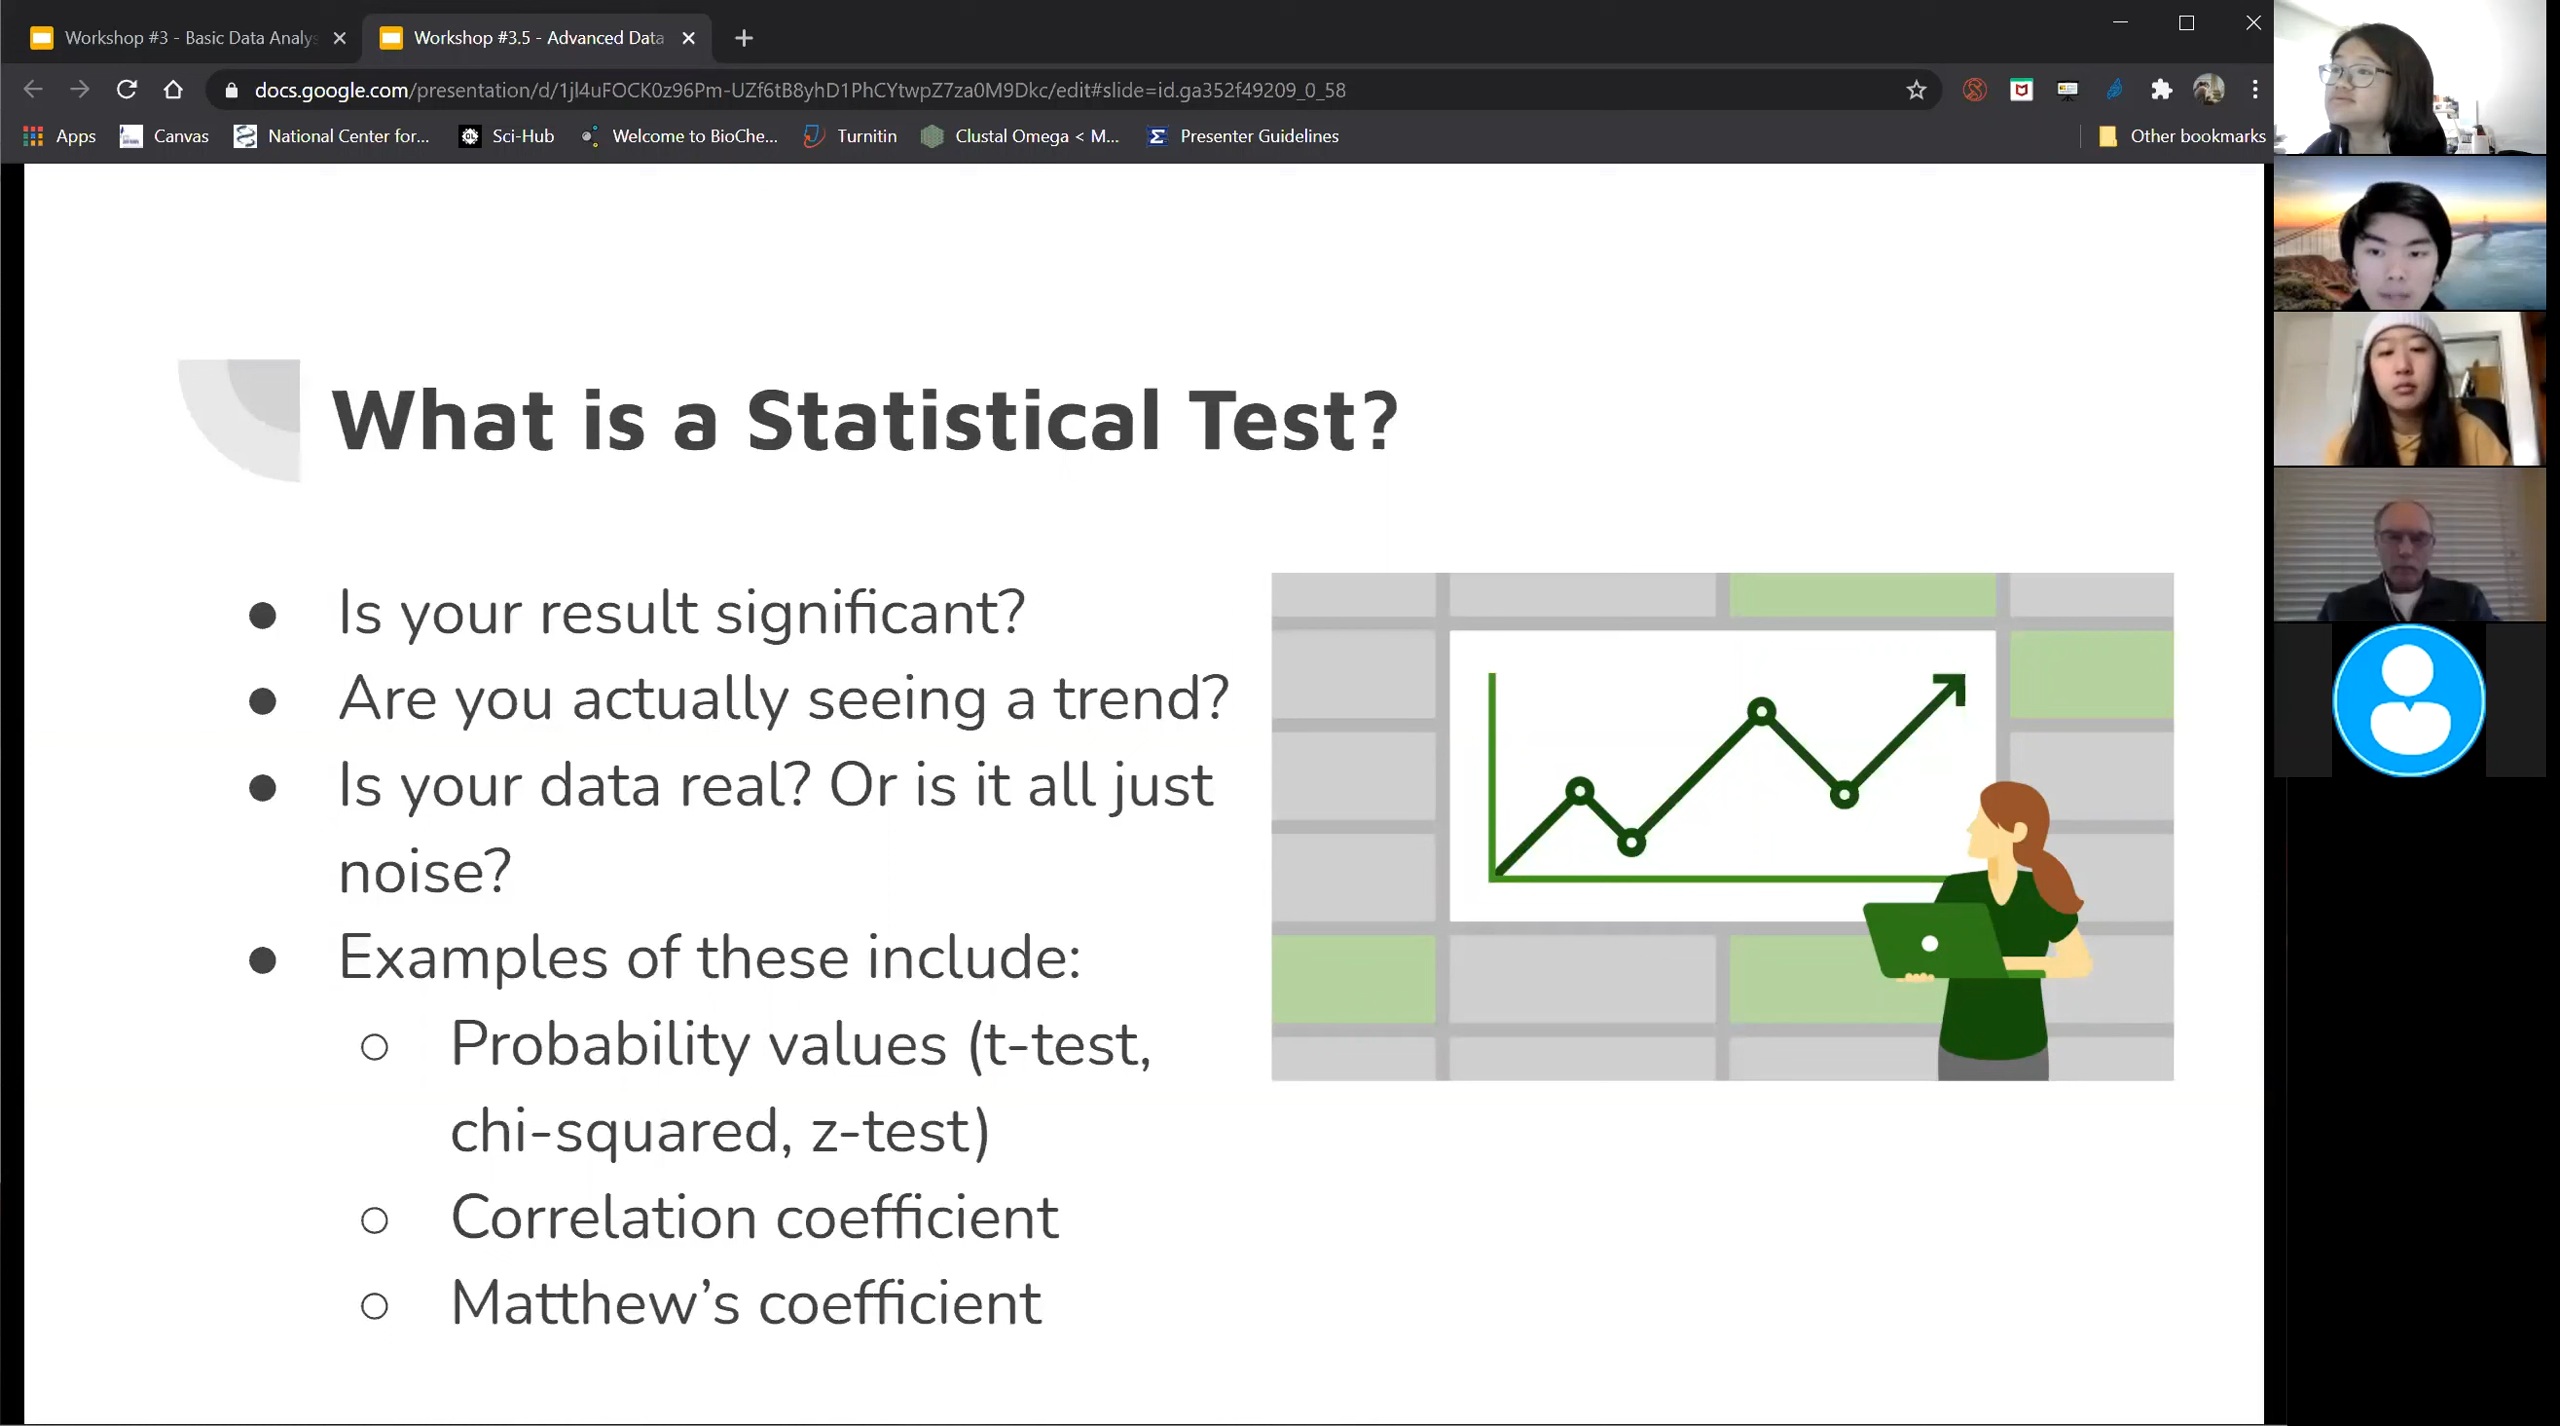 Workshop #3 - Basic Data Analys
Workshop #3.5 - Advanced Data
docs.google.com/presentation/d/1jl4uFOCK0z96Pm-UZf6tB8yhD1PhCYtwpZ7za0M9Dkc/edit#slide=id.ga352f49209_0_58
Apps Canvas National Center for... Sci-Hub Welcome to BioChe... Turnitin Clustal Omega < M... Presenter Guidelines Other bookmarks
What is a Statistical Test?
● Is your result significant?
● Are you actually seeing a trend?
● Is your data real? Or is it all just
noise?
● Examples of these include:
○ Probability values (t-test,
chi-squared, z-test)
○ Correlation coefficient
○ Matthew’s coefficient